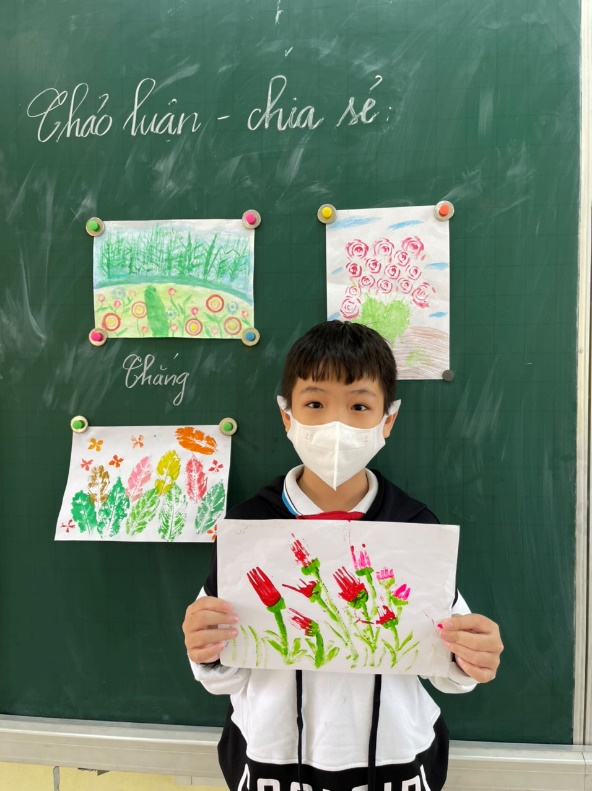 Thảo luận - chia sẻ:
Thắng